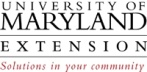 UNIVERSITY OF
MARYLAND
EXTENSION
Solutions in your community